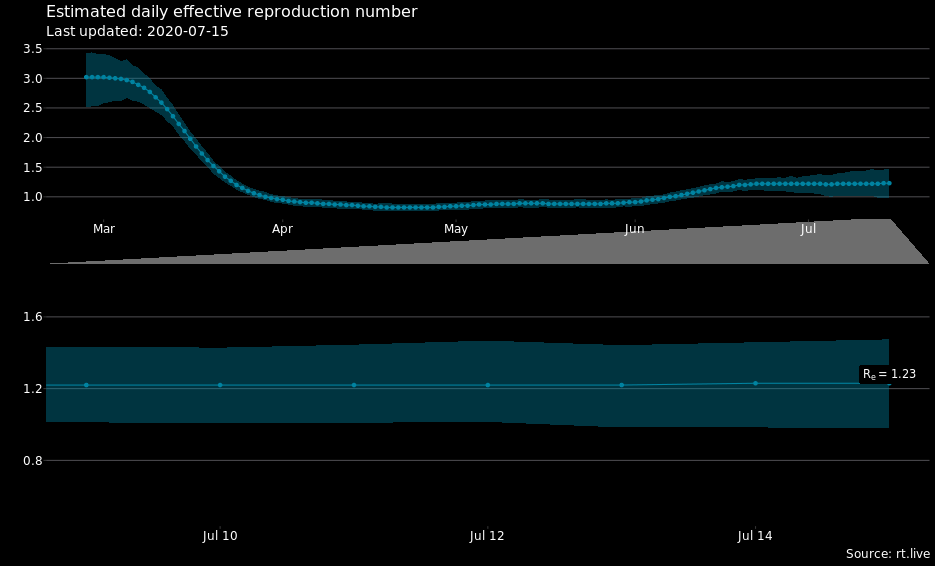 Estimated daily effective reproduction number
Last updated: 2020-07-15
3.5
3.0
2.5
2.0
1.5
1.0
Mar Apr May Jun Jul
1.6
1.2
0.8
Re = 1.23
Jul 10 Jul 12 Jul 14
Source: rt.live